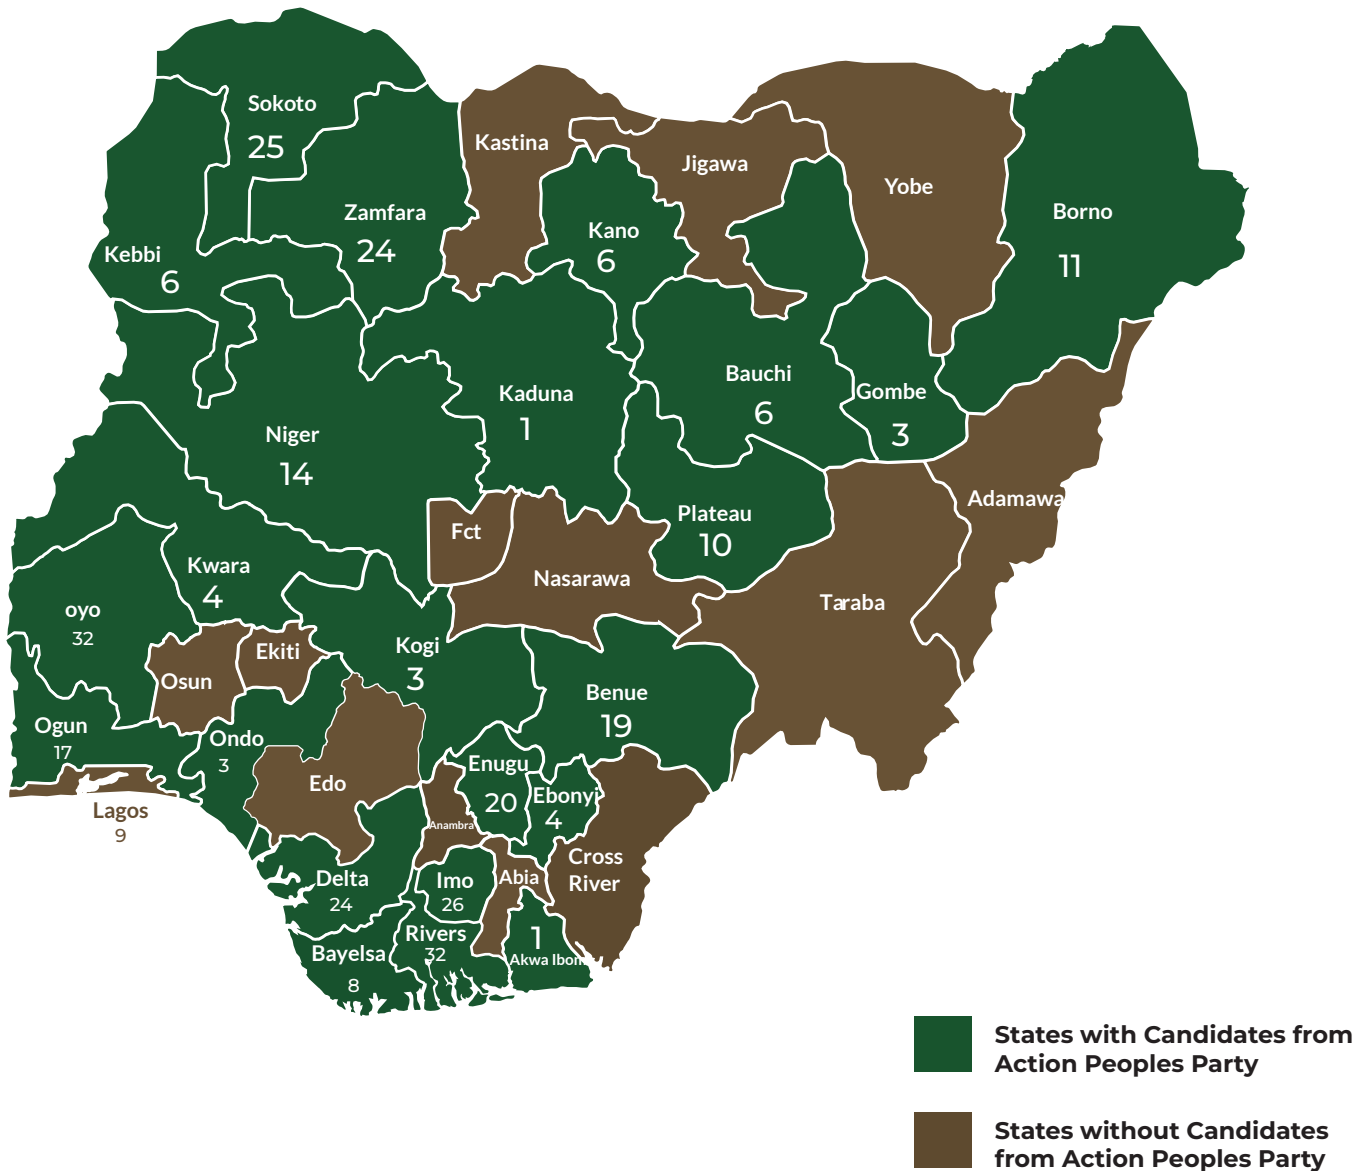 Sokoto
25
Kastina
Jigawa
Yobe
Zamfara
24
Kano
6
Borno
11
Kebbi
6
Bauchi
6
Gombe
3
Kaduna
1
Niger
14
Adamawa
Plateau
10
Fct
Nasarawa
Taraba
Kwara
4
oyo
32
Ekiti
Kogi
3
Osun
Benue
19
Ogun
17
Ondo
3
Enugu
20
Edo
Ebonyi
4
Lagos
9
Anambra
Cross
River
Delta
24
Imo
26
Abia
Rivers
32
1
Akwa Ibom
Bayelsa
8
States with Candidates from
Action Peoples Party
States without Candidates
from Action Peoples Party